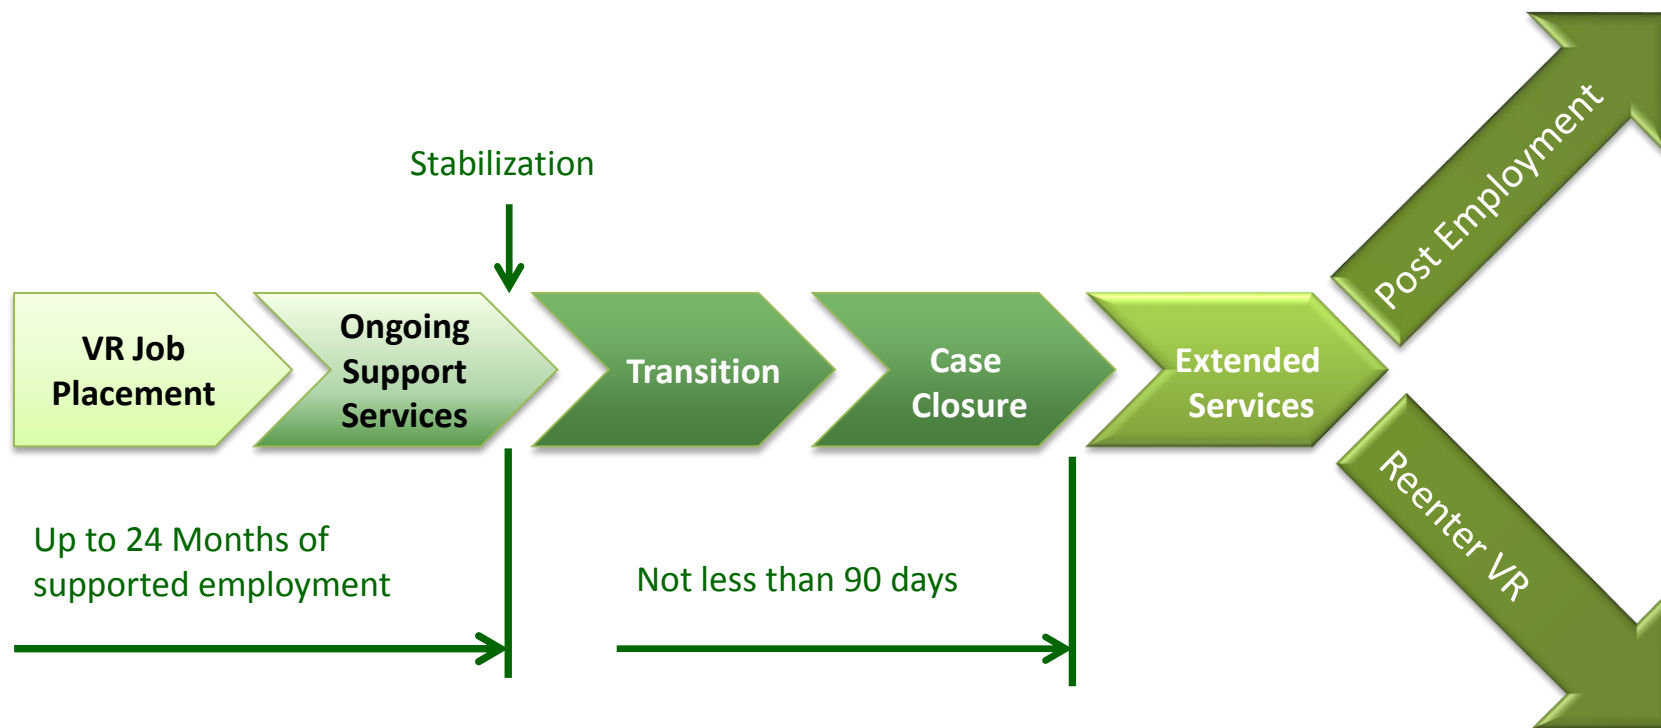 Stabilization
VR Job
Placement
Ongoing
Support
Services
Transition
Case
Closure
Extended
Services
Post Employment
Reenter VR
Up to 24 Months of
supported employment
Not less than 90 days